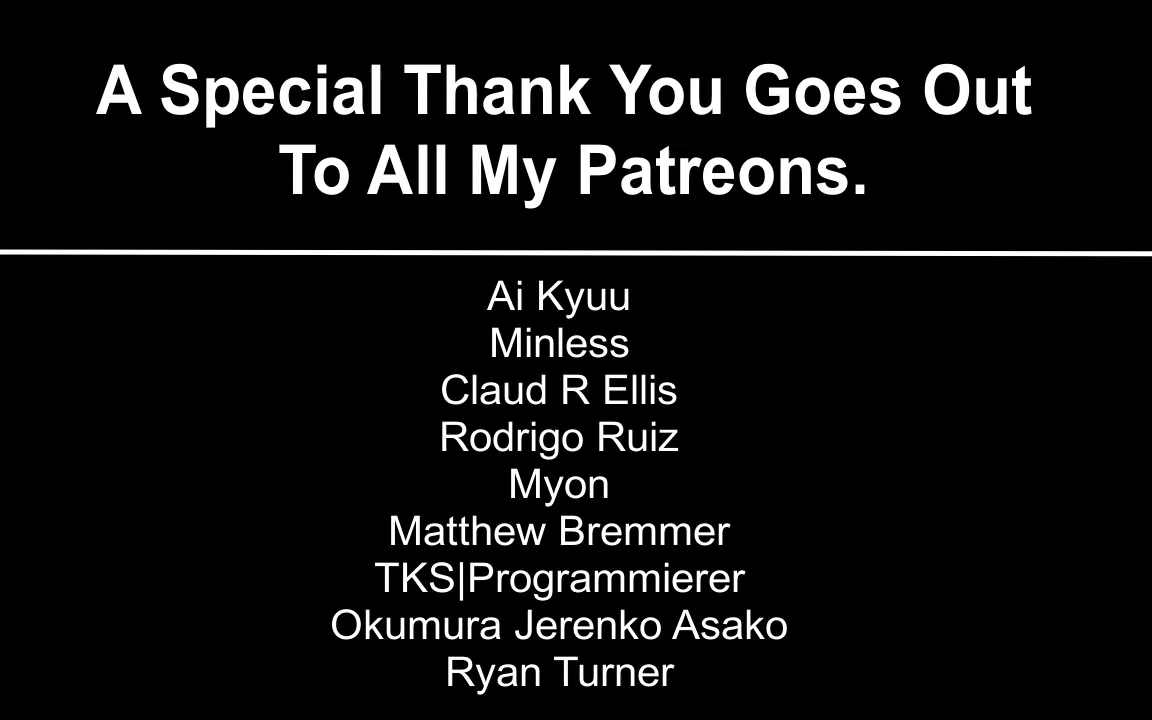 A Special Thank You Goes Out
To All My Patreons.
Ai Kyuu
Minless
Claud R Ellis
Rodrigo Ruiz
Myon
Matthew Bremmer
TKS|Programmierer
Okumura Jerenko Asako
Ryan Turner